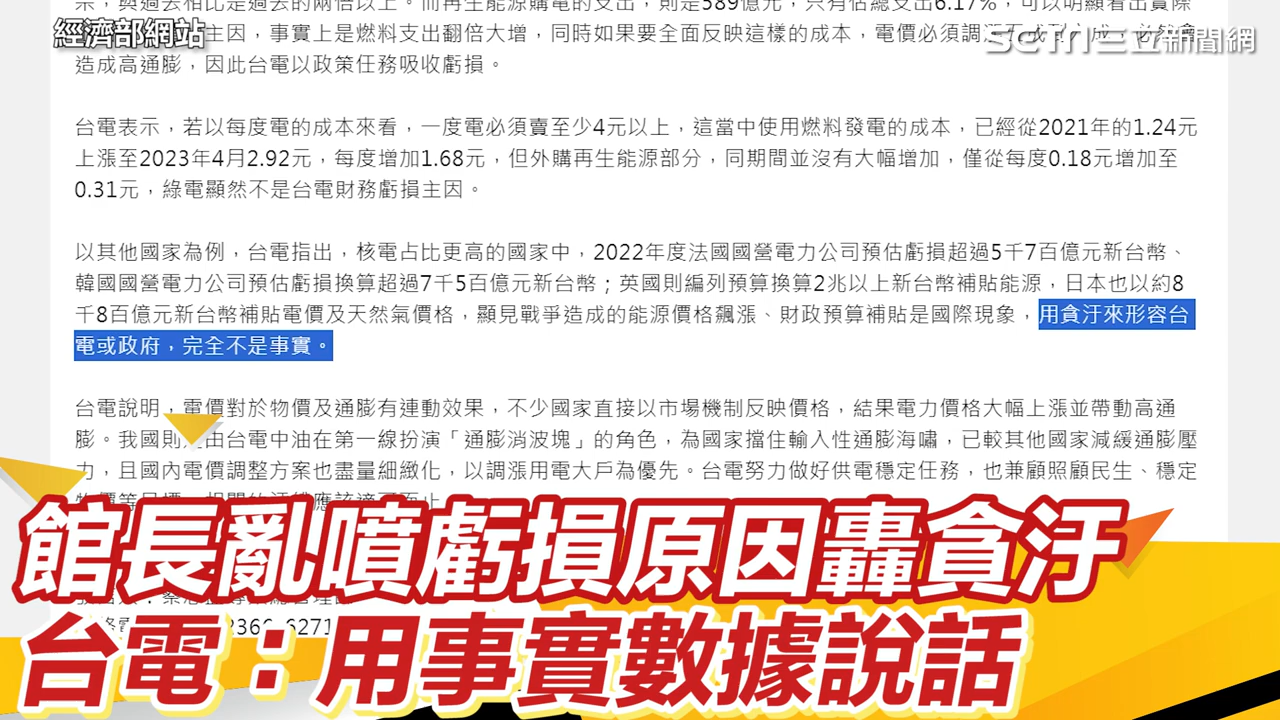 示，與過去相比是過去的兩倍以上。而再生能源購電的支出，則是589億元，只有佔總支出6.17%，可以明顯看出實際
經濟部網站
主因，事實上是燃料支出翻倍大增，同時如果要全面反映這樣的成本，電價必須調漲
SETN三立新聞網
造成高通膨，因此台電以政策任務吸收虧損。
台電表示，若以每度電的成本來看，一度電必須賣至少4元以上，這當中使用燃料發電的成本，已經從2021年的1.24元
上漲至2023年4月2.92元，每度增加1.68元，但外購再生能源部分，同期間並沒有大幅增加，僅從每度0.18元增加至
0.31元，綠電顯然不是台電財務虧損主因。
以其他國家為例，台電指出，核電占比更高的國家中，2022年度法國國營電力公司預估虧損超過5千7百億元新台幣、
韓國國營電力公司預估虧損換算超過7千5百億元新台幣；英國則編列預算換算2兆以上新台幣補貼能源，日本也以約8
千8百億元新台幣補貼電價及天然氣價格，顯見戰爭造成的能源價格飆漲、財政預算補貼是國際現象，用貪汙來形容台
電或政府，完全不是事實。
台電說明，電價對於物價及通膨有連動效果，不少國家直接以市場機制反映價格，結果電力價格大幅上漲並帶動高通
膨。我國則是由台電中油在第一線扮演「通膨消波塊」的角色，為國家擋住輸入性通膨海嘯，已較其他國家減緩通膨壓
力，且國內電價調整方案也盡量細緻化，以調漲用電大戶為優先。台電努力做好供電穩定任務，也兼顧照顧民生、穩定
館長亂噴虧損原因轟貪汙
台電：用事實數據說話